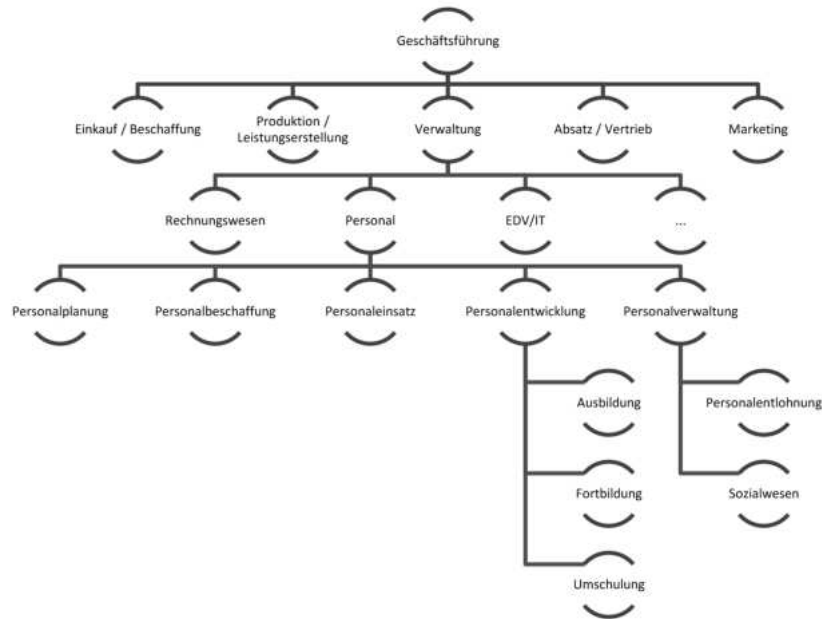 Geschäftsführung
Einkauf / Beschaffung
Produktion /
Leistungserstellung
Verwaltung
Absatz / Vertrieb
Marketing
Rechnungswesen
Personal
EDV/IT
...
Personalplanung
Personalbeschaffung
Personaleinsatz
Personalentwicklung
Personalverwaltung
Ausbildung
Personalentlohnung
Fortbildung
Sozialwesen
Umschulung